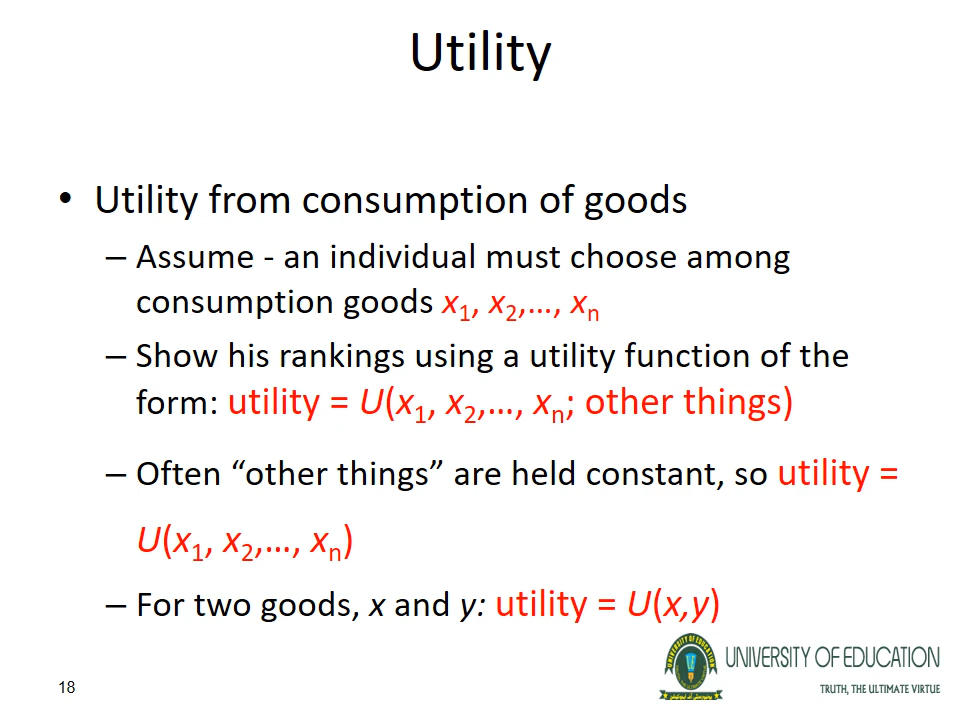 Utility
• Utility from consumption of goods
– Assume - an individual must choose among
consumption goods x₁, x₂,…, xₙ
– Show his rankings using a utility function of the
form: utility = U(x₁, x₂,…, xₙ; other things)
– Often “other things” are held constant, so utility =
U(x₁, x₂,…, xₙ)
– For two goods, x and y: utility = U(x,y)
UNIVERSITY OF EDUCATION
TRUTH, THE ULTIMATE VIRTUE
18